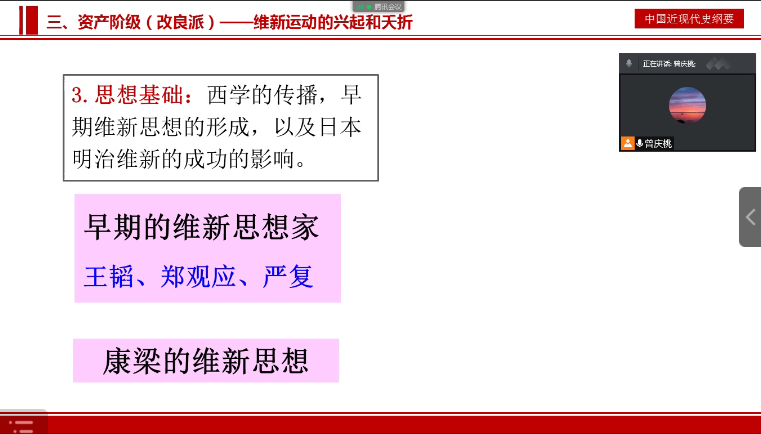 腾讯会议
三、资产阶级（改良派）——维新运动的兴起和夭折
中国近现代史纲要
正在讲话: 曾庆桃;
曾庆桃
3.思想基础：西学的传播，早
期维新思想的形成，以及日本
明治维新的成功的影响。
早期的维新思想家
王韬、郑观应、严复
康梁的维新思想